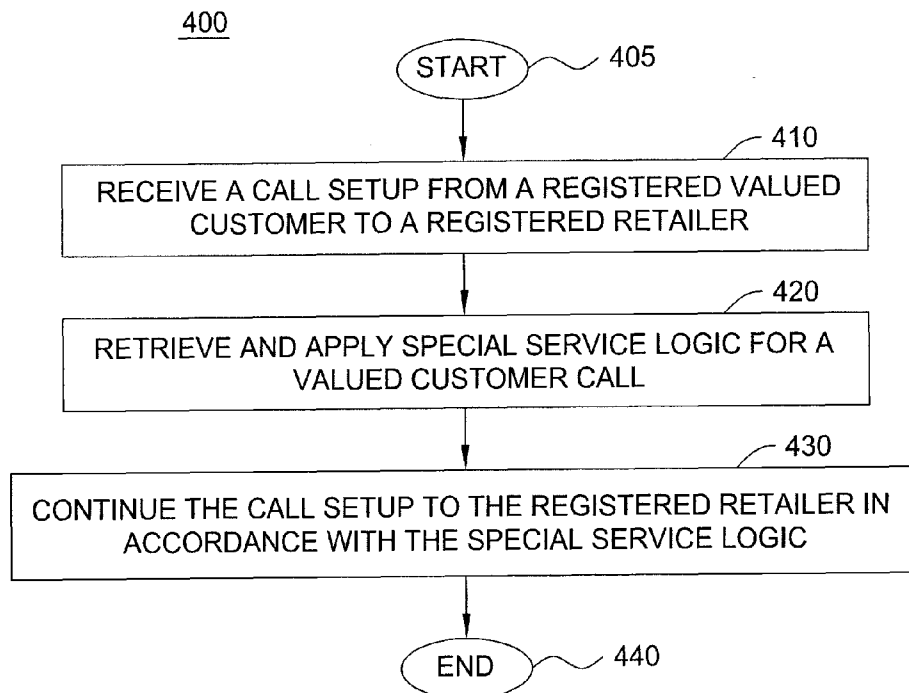 400
START
405
410
RECEIVE A CALL SETUP FROM A REGISTERED VALUED
CUSTOMER TO A REGISTERED RETAILER
420
RETRIEVE AND APPLY SPECIAL SERVICE LOGIC FOR A
VALUED CUSTOMER CALL
430
CONTINUE THE CALL SETUP TO THE REGISTERED RETAILER IN
ACCORDANCE WITH THE SPECIAL SERVICE LOGIC
END
440